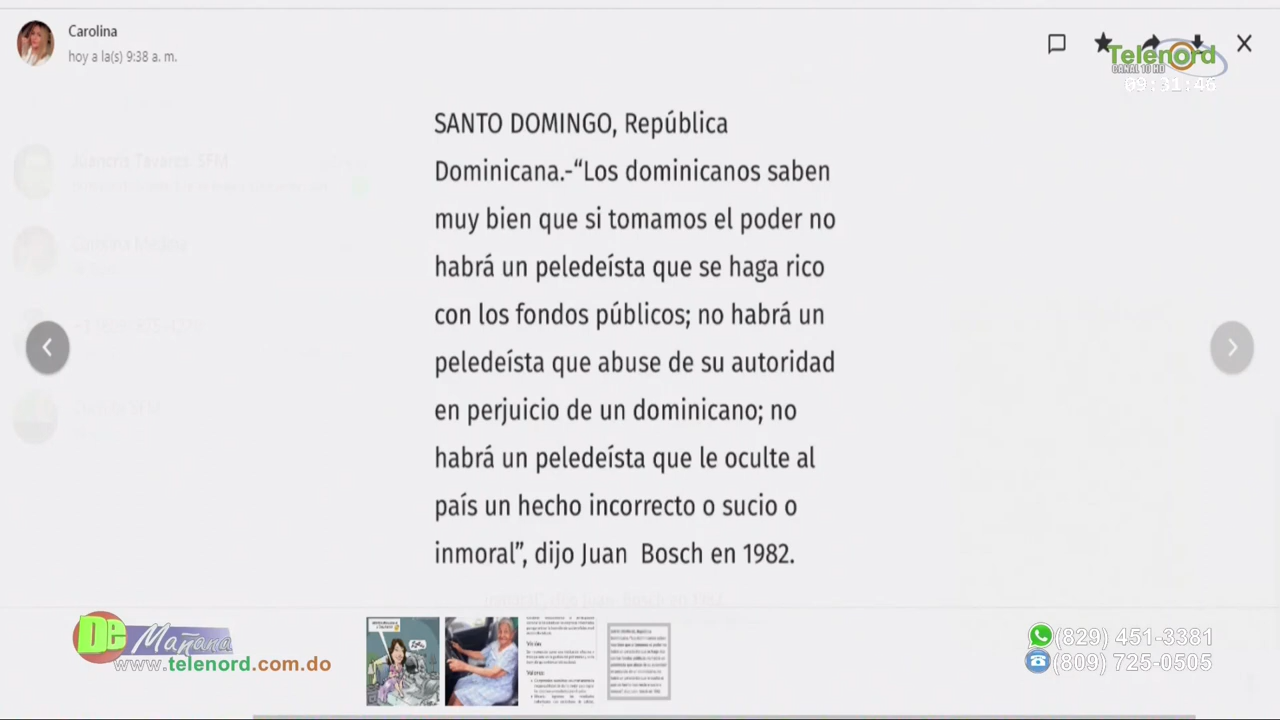 Carolina
hoy a la(s) 9:38 a. m.
Telenord
CANAL 10 HD
09:31:46
SANTO DOMINGO, República
Dominicana.-“Los dominicanos saben
muy bien que si tomamos el poder no
habrá un peledeísta que se haga rico
con los fondos públicos; no habrá un
peledeísta que abuse de su autoridad
en perjuicio de un dominicano; no
habrá un peledeísta que le oculte al
país un hecho incorrecto o sucio o
inmoral”, dijo Juan  Bosch en 1982.
De Mañana
www.telenord.com.do
) 451-3381
) 725-0505